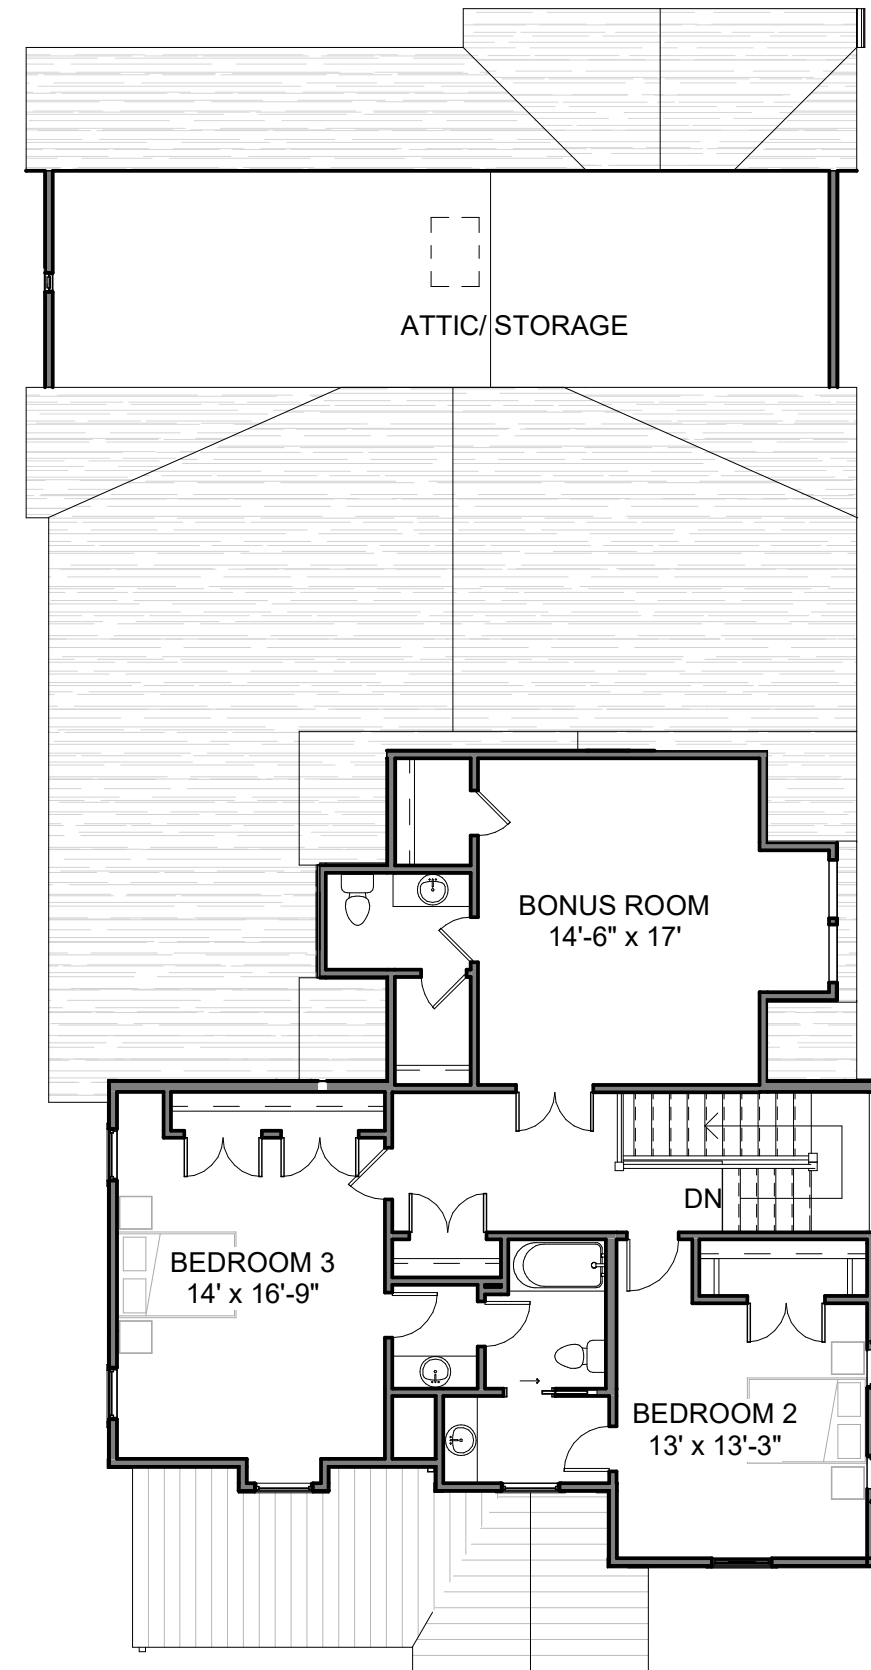 ATTIC/ STORAGE
BONUS ROOM
14'-6" x 17'
DN
BEDROOM 3
14' x 16'-9"
BEDROOM 2
13' x 13'-3"